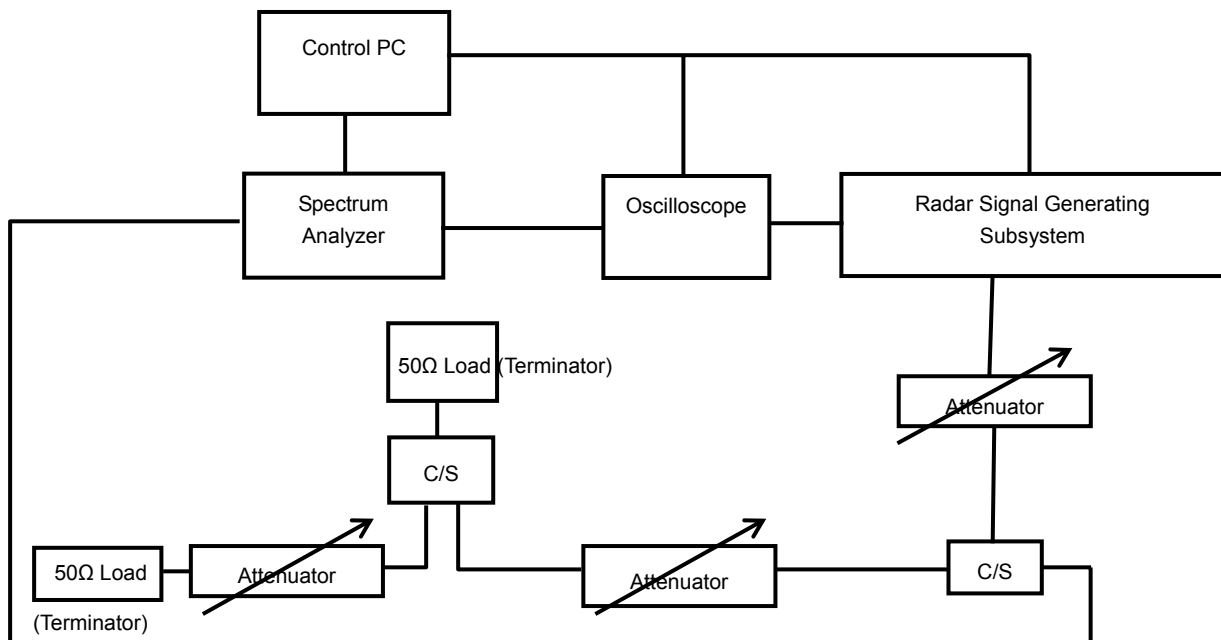 Control PC
Spectrum
Analyzer
Oscilloscope
Radar Signal Generating
Subsystem
50Ω Load (Terminator)
Attenuator
C/S
50Ω Load
(Terminator)
Attenuator
Attenuator
C/S